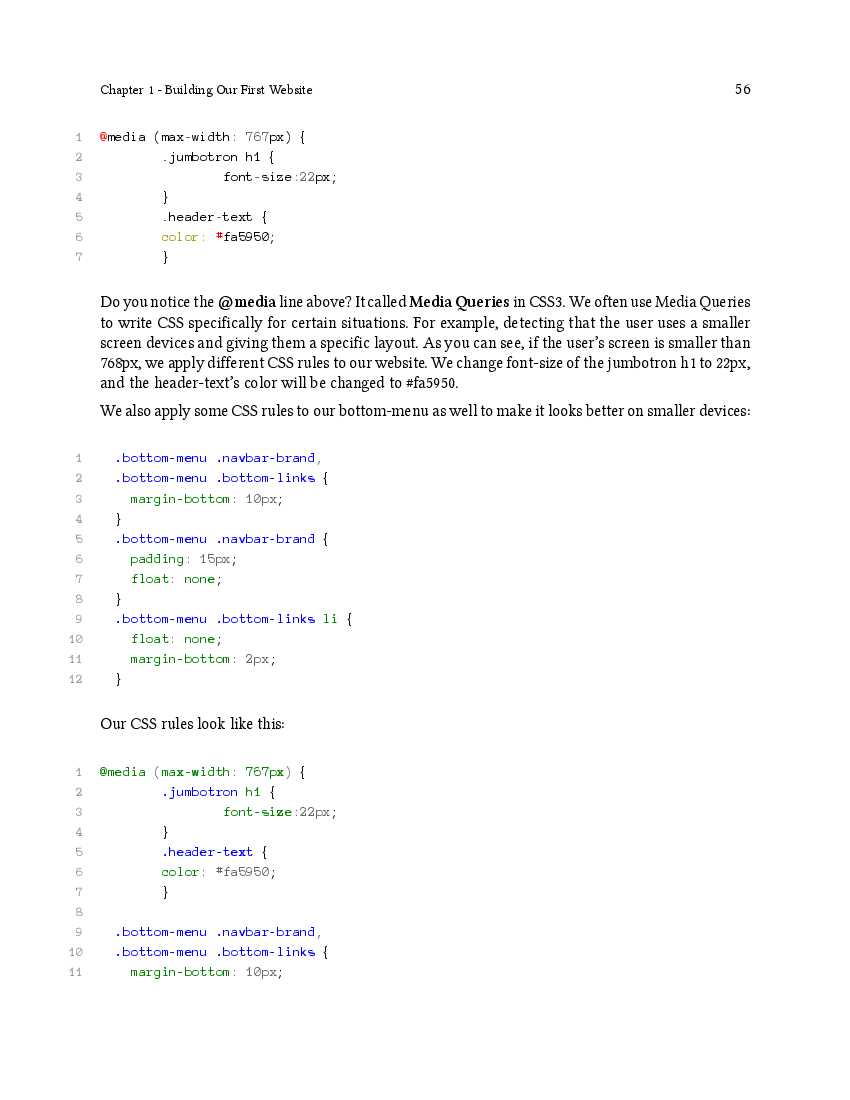 Chapter 1 - Building Our First Website 56
1 @media (max-width: 767px) {
2 .jumbotron h1 {
3 font-size:22px;
4 }
5 .header-text {
6 color: #fa5950;
7 }
Do you notice the @media line above? It called Media Queries in CSS3. We often use Media Queries
to write CSS specifically for certain situations. For example, detecting that the user uses a smaller
screen devices and giving them a specific layout. As you can see, if the user's screen is smaller than
768px, we apply different CSS rules to our website. We change font-size of the jumbotron h1 to 22px,
and the header-text's color will be changed to #fa5950.
We also apply some CSS rules to our bottom-menu as well to make it looks better on smaller devices:
1 .bottom-menu .navbar-brand,
2 .bottom-menu .bottom-links {
3 margin-bottom: 10px;
4 }
5 .bottom-menu .navbar-brand {
6 padding: 15px;
7 float: none;
8 }
9 .bottom-menu .bottom-links li {
10 float: none;
11 margin-bottom: 2px;
12 }
Our CSS rules look like this:
1 @media (max-width: 767px) {
2 .jumbotron h1 {
3 font-size:22px;
4 }
5 .header-text {
6 color: #fa5950;
7 }
8
9 .bottom-menu .navbar-brand,
10 .bottom-menu .bottom-links {
11 margin-bottom: 10px;